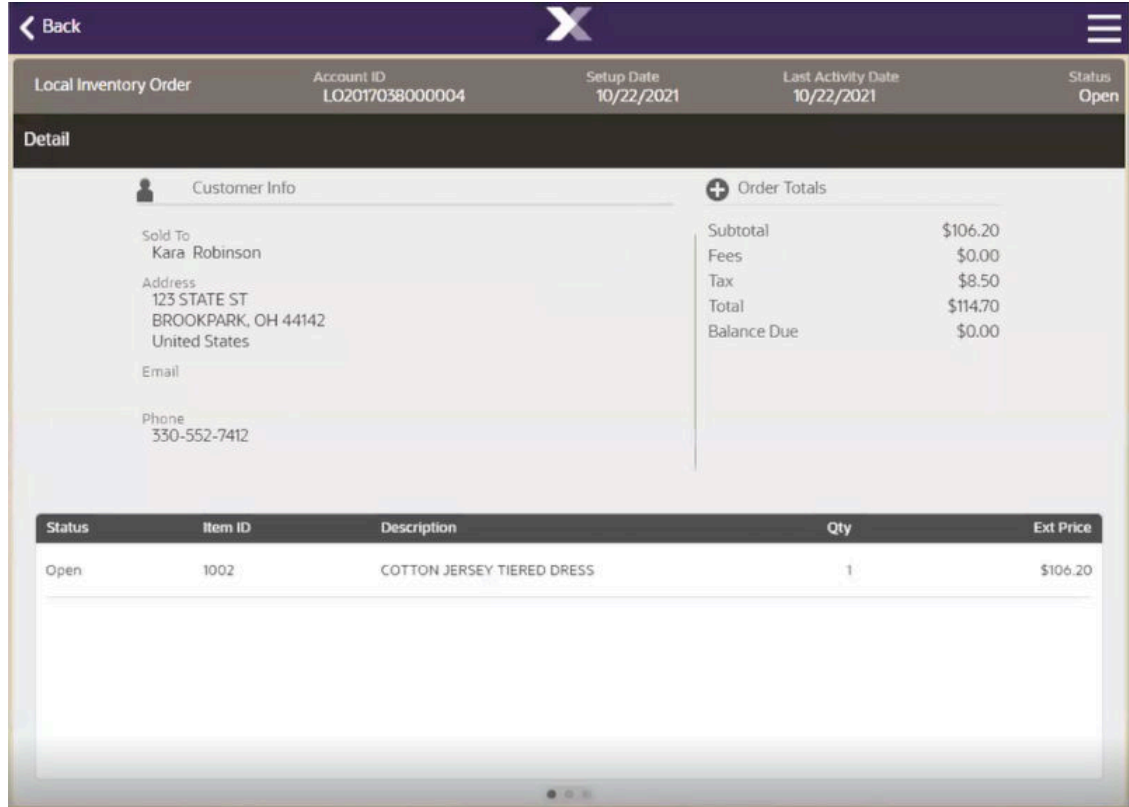 Back
Local Inventory Order
Account ID
LO2017038000004
Setup Date
10/22/2021
Last Activity Date
10/22/2021
Status
Open
Detail
Customer Info
Sold To
Kara Robinson
Address
123 STATE ST
BROOKPARK, OH 44142
United States
Email
Phone
330-552-7412
Order Totals
Subtotal $106.20
Fees $0.00
Tax $8.50
Total $114.70
Balance Due $0.00
Status Item ID Description Qty Ext Price
Open 1002 COTTON JERSEY TIERED DRESS 1 $106.20